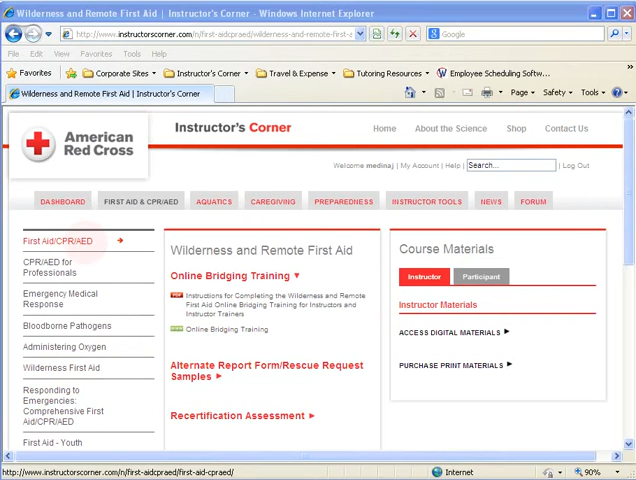 Wilderness and Remote First Aid | Instructor's Corner - Windows Internet Explorer
http://www.instructorscorner.com/n/first-aidcpraed/wilderness-and-remote-first-a
Google
File Edit View Favorites Tools Help
Favorites Corporate Sites Instructor's Corner Travel & Expense Tutoring Resources Employee Scheduling Softw...
Wilderness and Remote First Aid | Instructor's Corner
Page Safety Tools
American
Red Cross
Instructor's Corner
Home About the Science Shop Contact Us
Welcome medinaj | My Account | Help | Search... | Log Out
DASHBOARD FIRST AID & CPR/AED AQUATICS CAREGIVING PREPAREDNESS INSTRUCTOR TOOLS NEWS FORUM
First Aid/CPR/AED
CPR/AED for
Professionals
Emergency Medical
Response
Bloodborne Pathogens
Administering Oxygen
Wilderness First Aid
Responding to
Emergencies:
Comprehensive First
Aid/CPR/AED
First Aid - Youth
Wilderness and Remote First Aid
Online Bridging Training
Instructions for Completing the Wilderness and Remote
First Aid Online Bridging Training for Instructors and
Instructor Trainers
Online Bridging Training
Alternate Report Form/Rescue Request
Samples
Recertification Assessment
Course Materials
Instructor Participant
Instructor Materials
ACCESS DIGITAL MATERIALS
PURCHASE PRINT MATERIALS
http://www.instructorscorner.com/n/first-aidcpraed/first-aid-cpraed/
Internet
90%